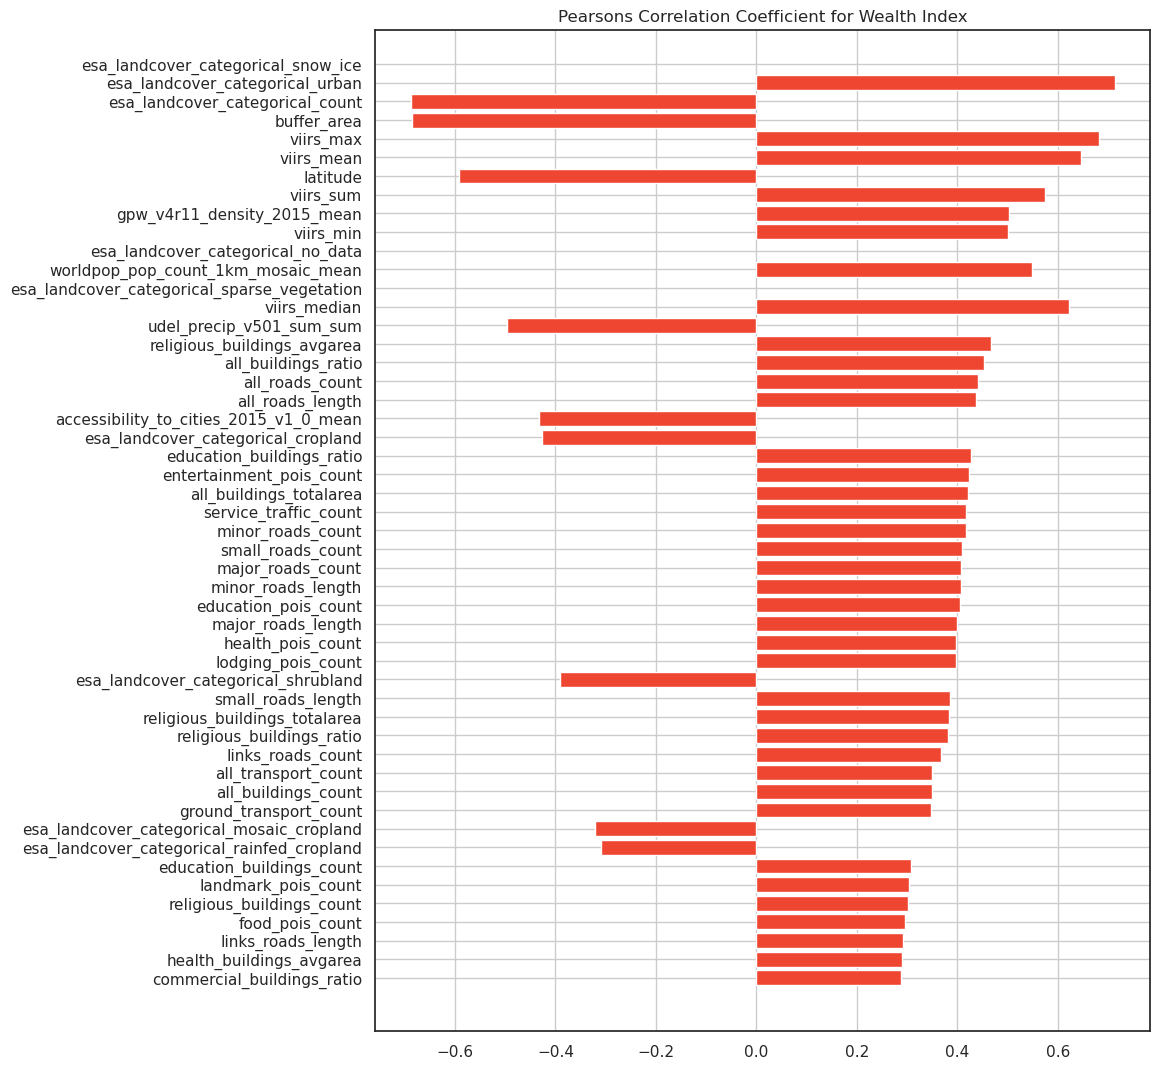 Pearsons Correlation Coefficient for Wealth Index
esa_landcover_categorical_snow_ice
esa_landcover_categorical_urban
esa_landcover_categorical_count
buffer_area
viirs_max
viirs_mean
latitude
viirs_sum
gpw_v4r11_density_2015_mean
viirs_min
esa_landcover_categorical_no_data
worldpop_pop_count_1km_mosaic_mean
esa_landcover_categorical_sparse_vegetation
viirs_median
udel_precip_v501_sum_sum
religious_buildings_avgarea
all_buildings_ratio
all_roads_count
all_roads_length
accessibility_to_cities_2015_v1_0_mean
esa_landcover_categorical_cropland
education_buildings_ratio
entertainment_pois_count
all_buildings_totalarea
service_traffic_count
minor_roads_count
small_roads_count
major_roads_count
minor_roads_length
education_pois_count
major_roads_length
health_pois_count
lodging_pois_count
esa_landcover_categorical_shrubland
small_roads_length
religious_buildings_totalarea
religious_buildings_ratio
links_roads_count
all_transport_count
all_buildings_count
ground_transport_count
esa_landcover_categorical_mosaic_cropland
esa_landcover_categorical_rainfed_cropland
education_buildings_count
landmark_pois_count
religious_buildings_count
food_pois_count
links_roads_length
health_buildings_avgarea
commercial_buildings_ratio
−0.6 −0.4 −0.2 0.0 0.2 0.4 0.6